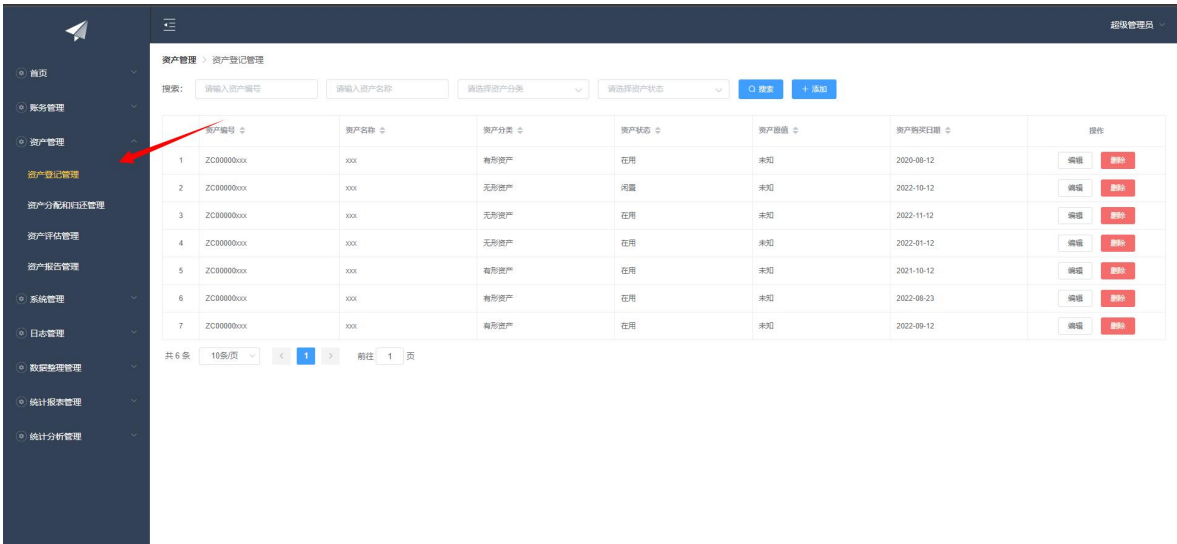 超级管理员
首页
账务管理
资产管理
资产登记管理
资产分配和归还管理
资产评估管理
资产报告管理
系统管理
日志管理
数据整理管理
统计报表管理
统计分析管理
资产管理 > 资产登记管理
搜索： 请输入资产编号 请输入资产名称 请选择资产分类 请选择资产状态 搜索 + 添加
资产编号 资产名称 资产分类 资产状态 资产原值 资产购买日期 操作
1 ZC00000xxx xxx 有形资产 在用 未知 2020-08-12 编辑 删除
2 ZC00000xxx xxx 无形资产 闲置 未知 2022-10-12 编辑 删除
3 ZC00000xxx xxx 无形资产 在用 未知 2022-11-12 编辑 删除
4 ZC00000xxx xxx 无形资产 在用 未知 2022-01-12 编辑 删除
5 ZC00000xxx xxx 有形资产 在用 未知 2021-10-12 编辑 删除
6 ZC00000xxx xxx 有形资产 在用 未知 2022-08-23 编辑 删除
7 ZC00000xxx xxx 有形资产 在用 未知 2022-09-12 编辑 删除
共 6 条 10条/页 < 1 > 前往 1 页